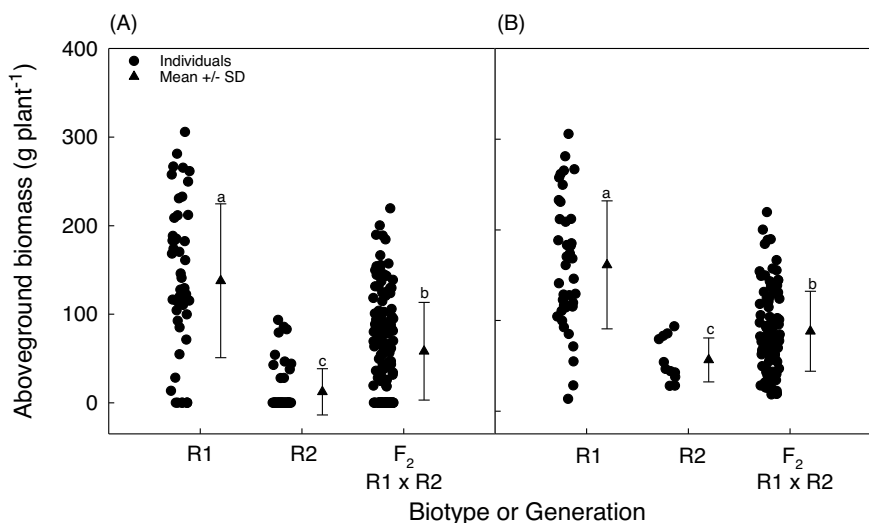 (A)
(B)
Aboveground biomass (g plant⁻¹)
400
300
200
100
0
Individuals
Mean +/- SD
a
c
b
a
c
b
R1
R2
F₂
R1 x R2
R1
R2
F₂
R1 x R2
Biotype or Generation